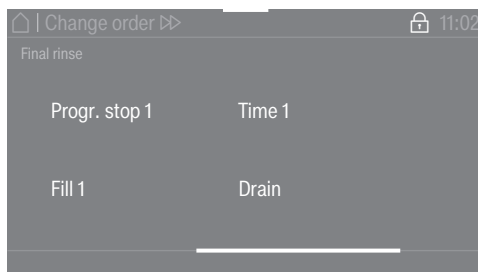 Change order
11:02
Final rinse
Progr. stop 1
Time 1
Fill 1
Drain